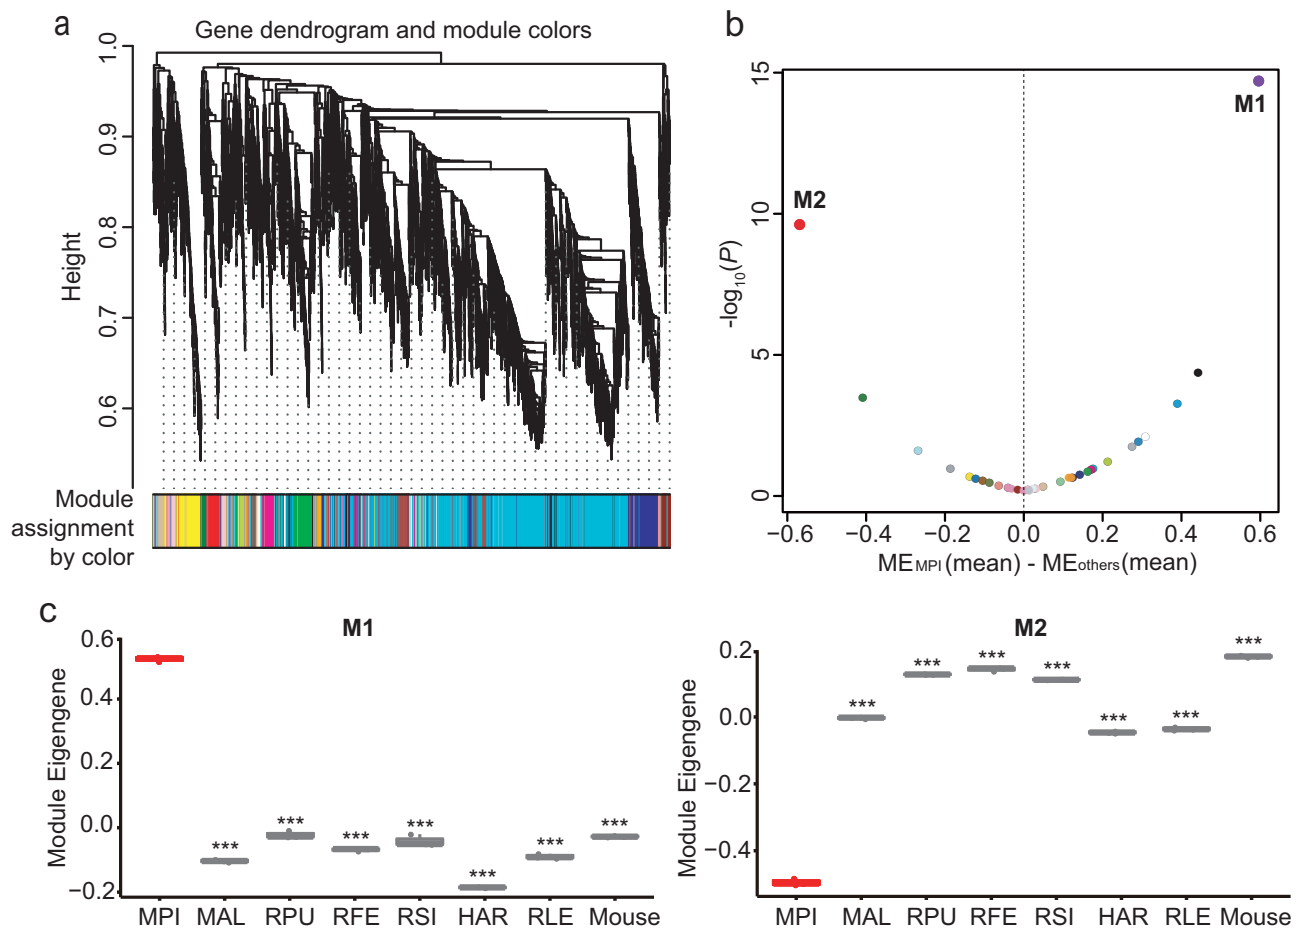 a
Gene dendrogram and module colors
Height
1.0
0.9
0.8
0.7
0.6
Module
assignment
by color
b
-log10(P)
15
10
5
0
M1
M2
−0.6 −0.4 −0.2 0.0 0.2 0.4 0.6
MEMPI(mean) - MEothers(mean)
c
M1
Module Eigengene
0.6
0.4
0.2
0.0
−0.2
*** *** *** *** *** *** ***
MPI MAL RPU RFE RSI HAR RLE Mouse
M2
Module Eigengene
0.2
0.0
−0.2
−0.4
*** *** *** *** *** *** ***
MPI MAL RPU RFE RSI HAR RLE Mouse